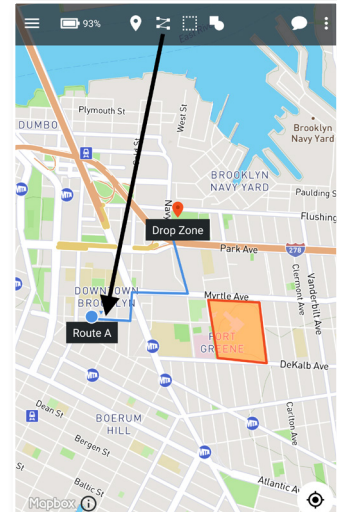 93%
Plymouth St
West St
DUMBO
Brooklyn
Navy Yard
BROOKLYN
NAVY YARD
Paulding S
Flushing
Drop Zone
Park Ave
278
Clermont Ave
Vanderbilt Ave
DOWNTOWN
BROOKLYN
Myrtle Ave
Route A
FORT
GREENE
DeKalb Ave
Carlton Ave
Dean St
BOERUM
HILL
Bergen St
Baltic St
Atlantic A
St
Mapbox